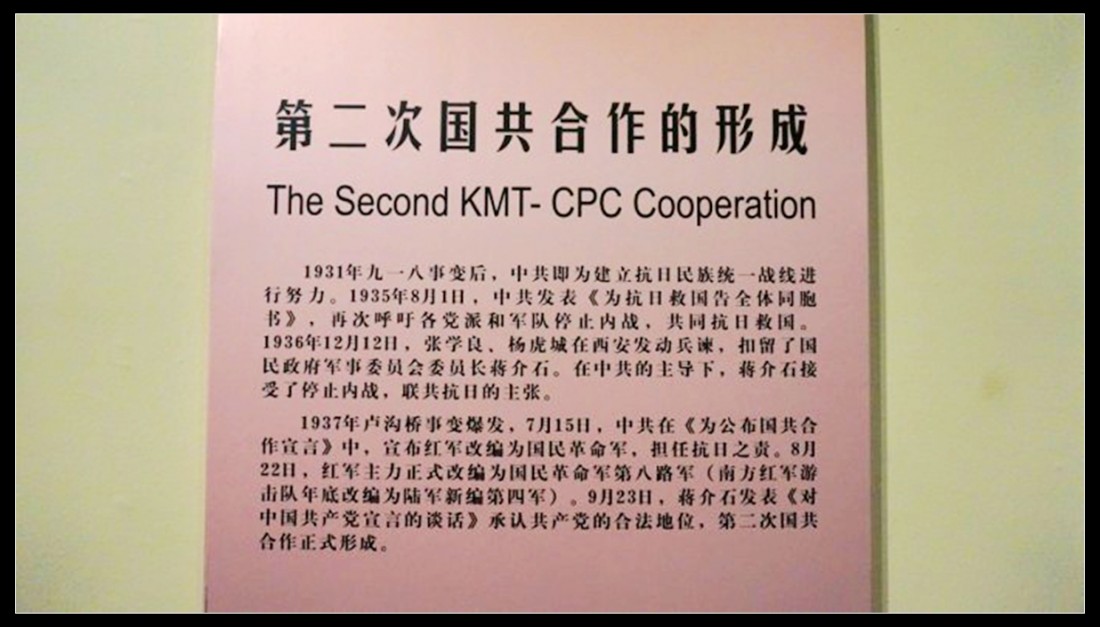 第二次国共合作的形成
The Second KMT- CPC Cooperation
1931年九一八事变后，中共即为建立抗日民族统一战线进
行努力。1935年8月1日，中共发表《为抗日救国告全体同胞
书》，再次呼吁各党派和军队停止内战，共同抗日救国。
1936年12月12日，张学良、杨虎城在西安发动兵谏，扣留了国
民政府军事委员会委员长蒋介石。在中共的主导下，蒋介石接
受了停止内战，联共抗日的主张。
1937年卢沟桥事变爆发，7月15日，中共在《为公布国共合
作宣言》中，宣布红军改编为国民革命军，担任抗日之责。8月
22日，红军主力正式改编为国民革命军第八路军（南方红军游
击队年底改编为陆军新编第四军）。9月23日，蒋介石发表《对
中国共产党宣言的谈话》承认共产党的合法地位，第二次国共
合作正式形成。